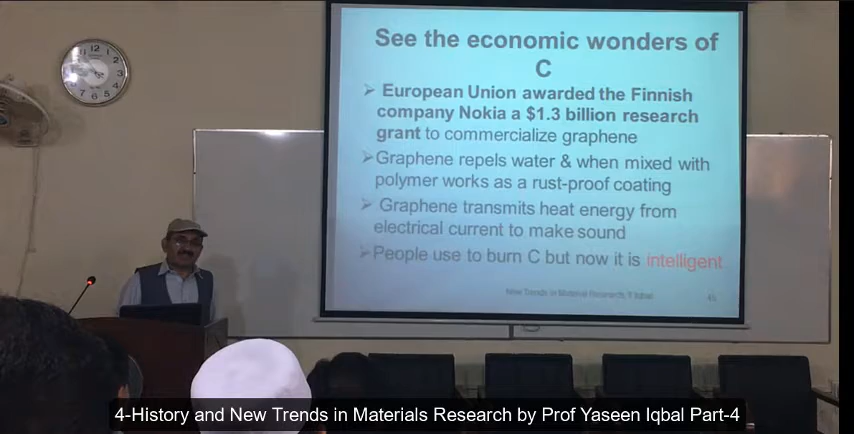 See the economic wonders of
C
➢ European Union awarded the Finnish
company Nokia a $1.3 billion research
grant to commercialize graphene
➢Graphene repels water & when mixed with
polymer works as a rust-proof coating
➢ Graphene transmits heat energy from
electrical current to make sound
➢People use to burn C but now it is intelligent
New Trends in Material Research, Y Iqbal
45
4-History and New Trends in Materials Research by Prof Yaseen Iqbal Part-4